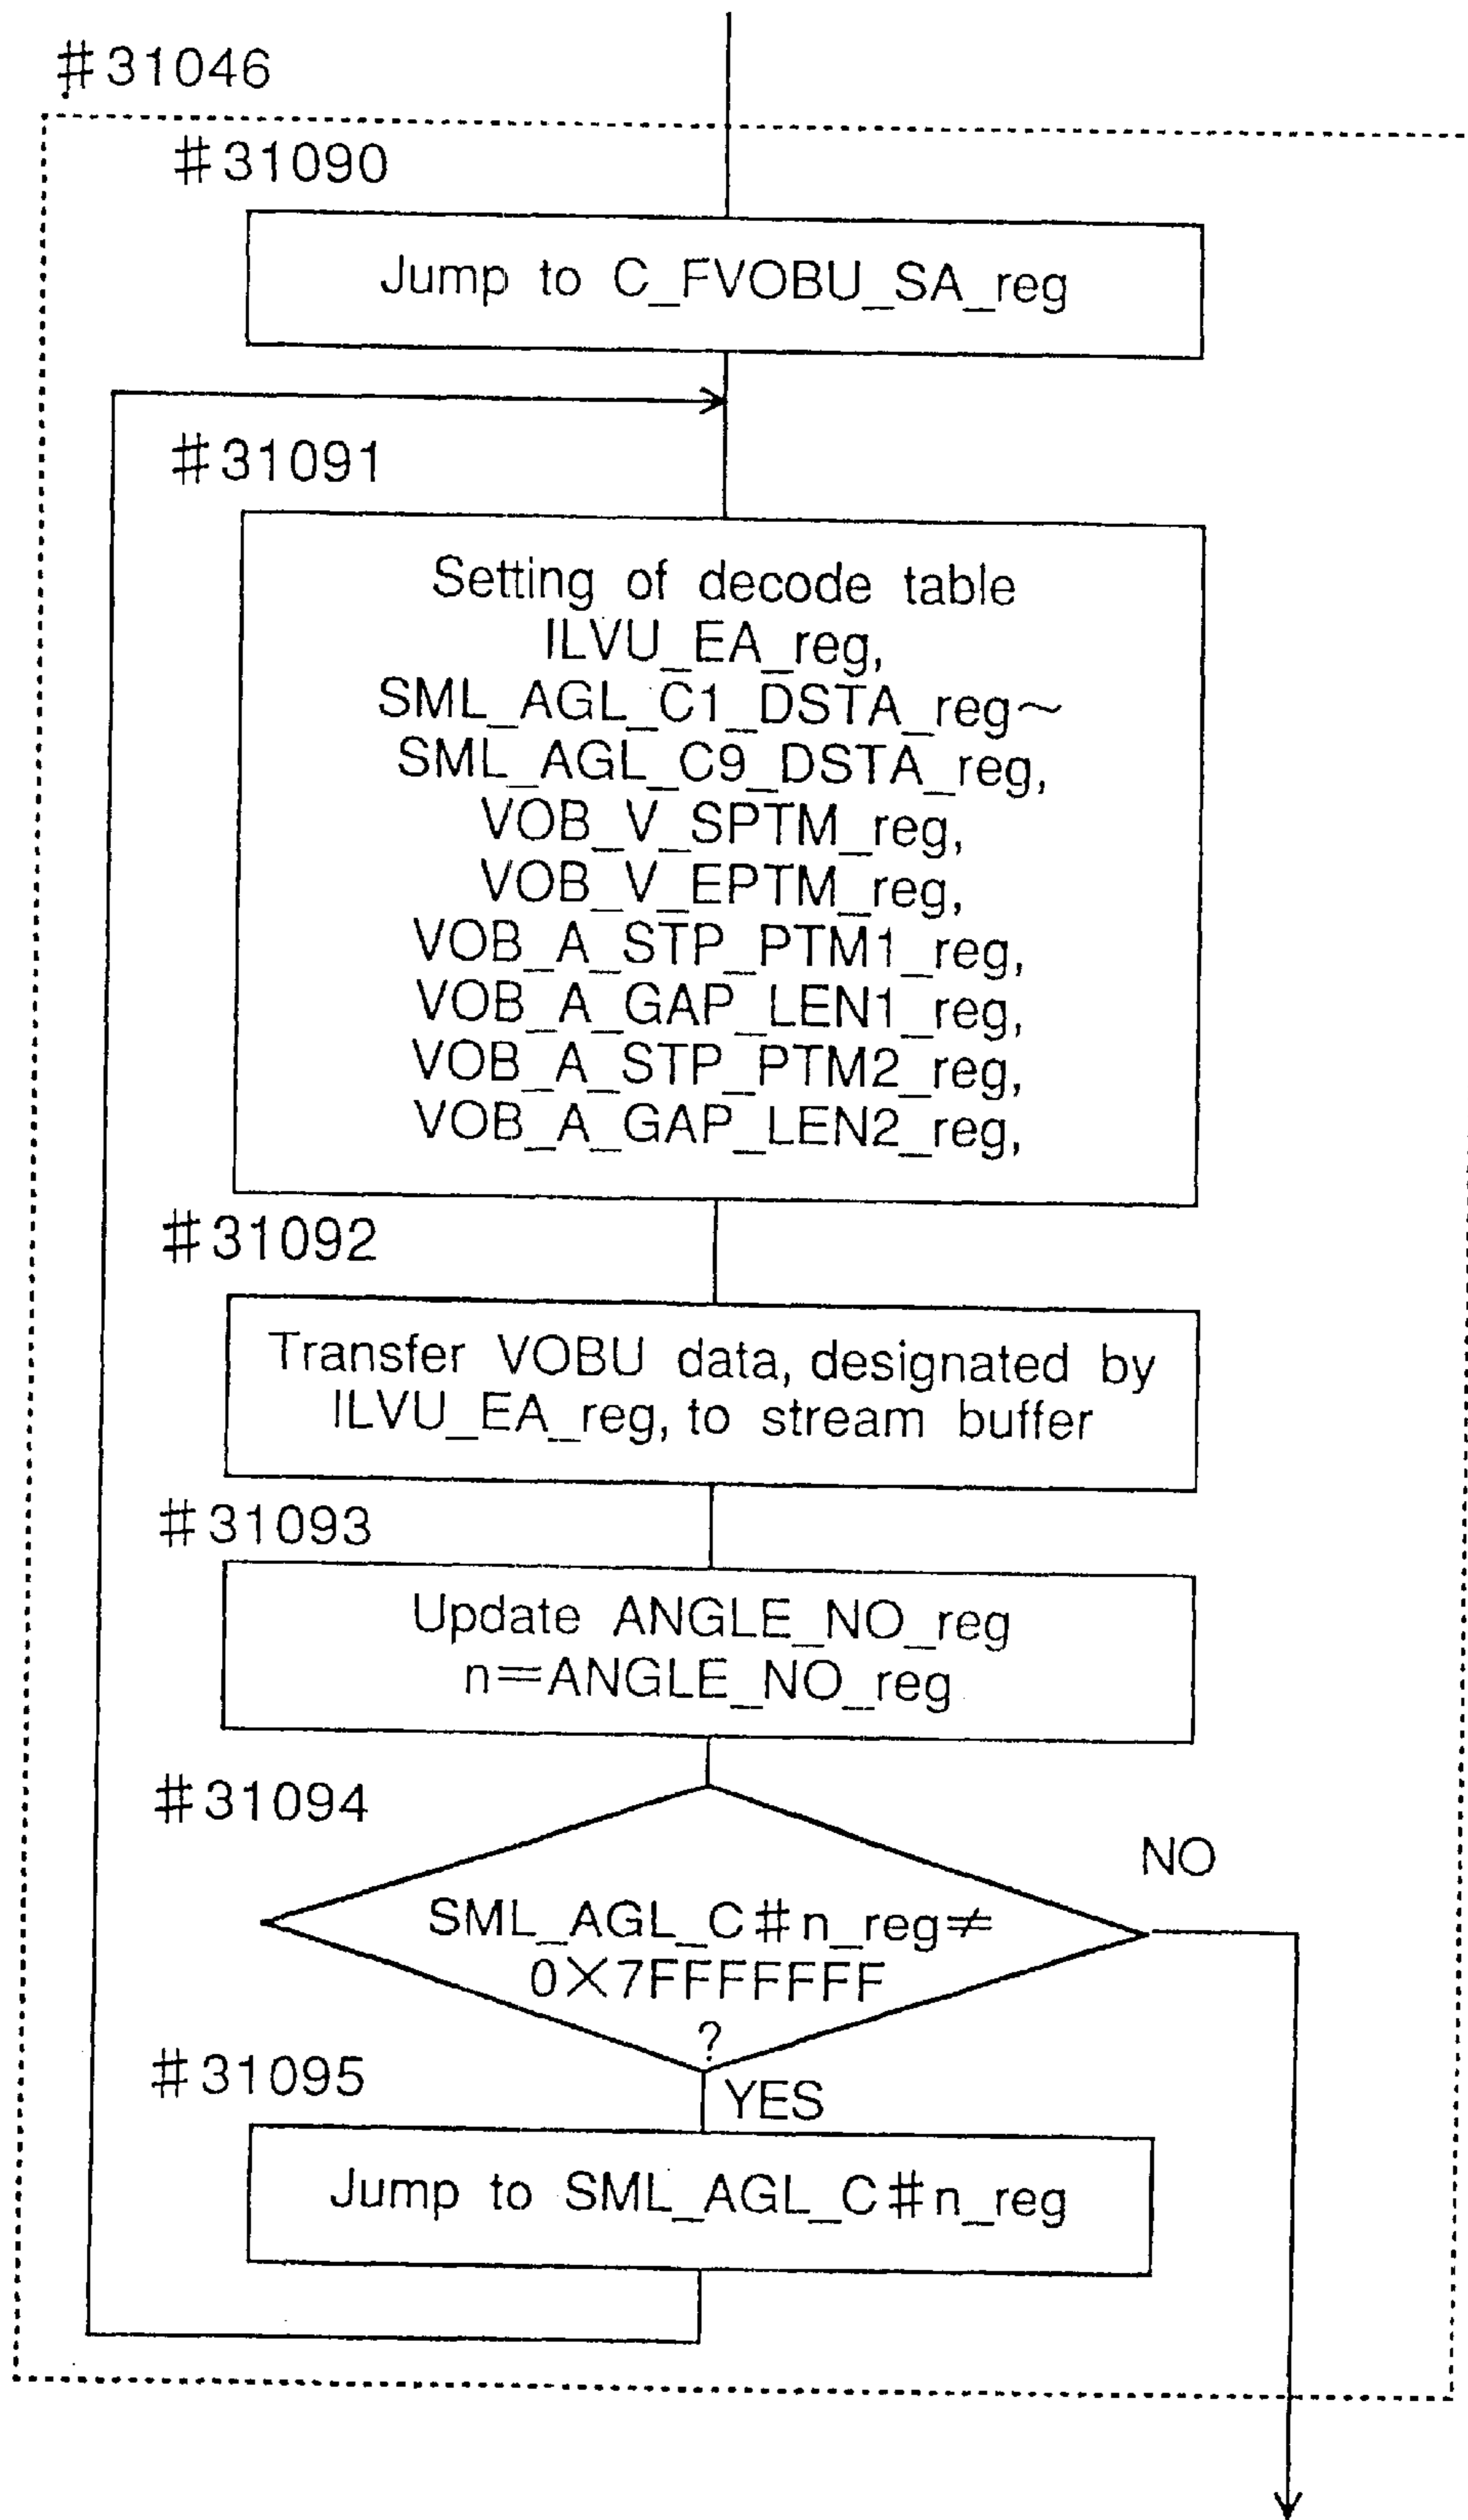 #31046
#31090
Jump to C_FVOBU_SA_reg
#31091
Setting of decode table
ILVU_EA_reg,
SML_AGL_C1_DSTA_reg~
SML_AGL_C9_DSTA_reg,
VOB_V_SPTM_reg,
VOB_V_EPTM_reg,
VOB_A_STP_PTM1_reg,
VOB_A_GAP_LEN1_reg,
VOB_A_STP_PTM2_reg,
VOB_A_GAP_LEN2_reg,
#31092
Transfer VOBU data, designated by
ILVU_EA_reg, to stream buffer
#31093
Update ANGLE_NO_reg
n=ANGLE_NO_reg
#31094
NO
SML_AGL_C#n_reg≠
0×7FFFFFFF
?
#31095
YES
Jump to SML_AGL_C#n_reg